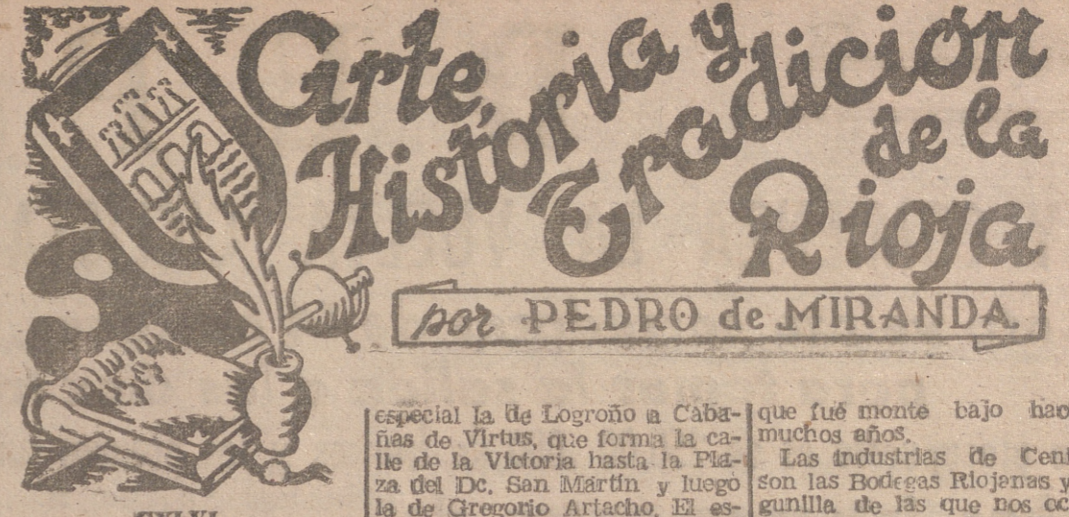 Arte,
Historia y
Tradición
de la
Rioja
por PEDRO de MIRANDA
especial la de Logroño a Caba-
ñas de Virtus, que forma la ca-
lle de la Victoria hasta la Pla-
za del Dc. San Martín y luego
la de Gregorio Artacho. El es-
que fué monte bajo hac
muchos años.
Las industrias de Ceni
son las Bodegas Riojanas y
gunilla de las que nos oc